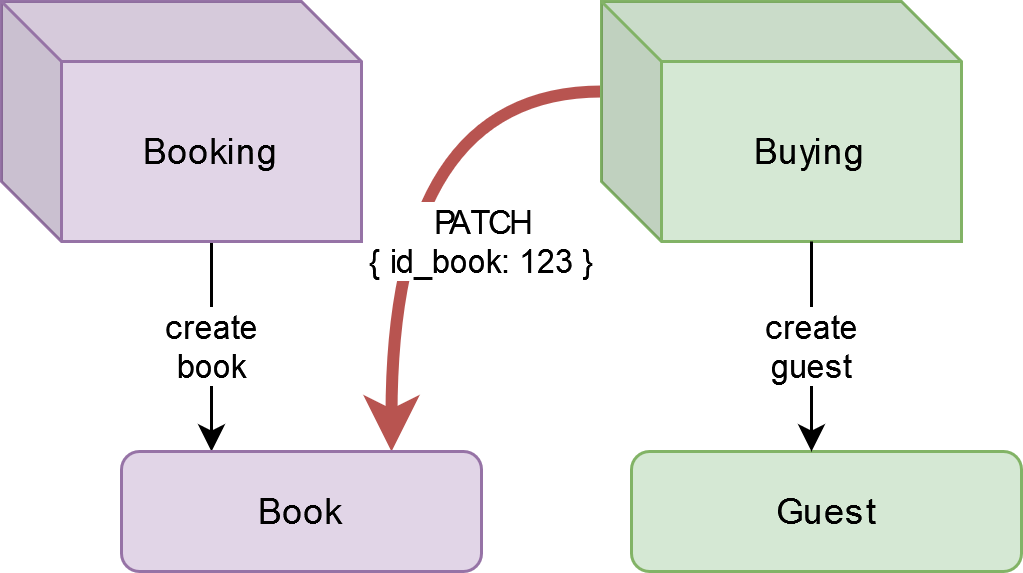 Booking
Buying
PATCH
{ id_book: 123 }
create
book
create
guest
Book
Guest